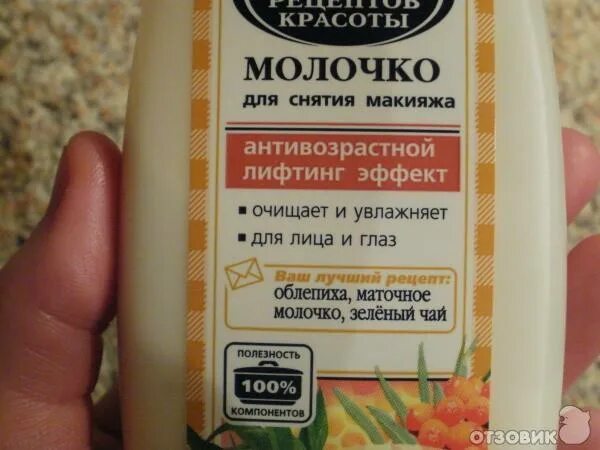 РЕЦЕПТОВ
КРАСОТЫ
МОЛОЧКО
для снятия макияжа
антивозрастной
лифтинг эффект
▪ очищает и увлажняет
▪ для лица и глаз
Ваш лучший рецепт:
облепиха, маточное
молочко, зелёный чай
ПОЛЕЗНОСТЬ
100%
КОМПОНЕНТОВ
ОТЗОВИК